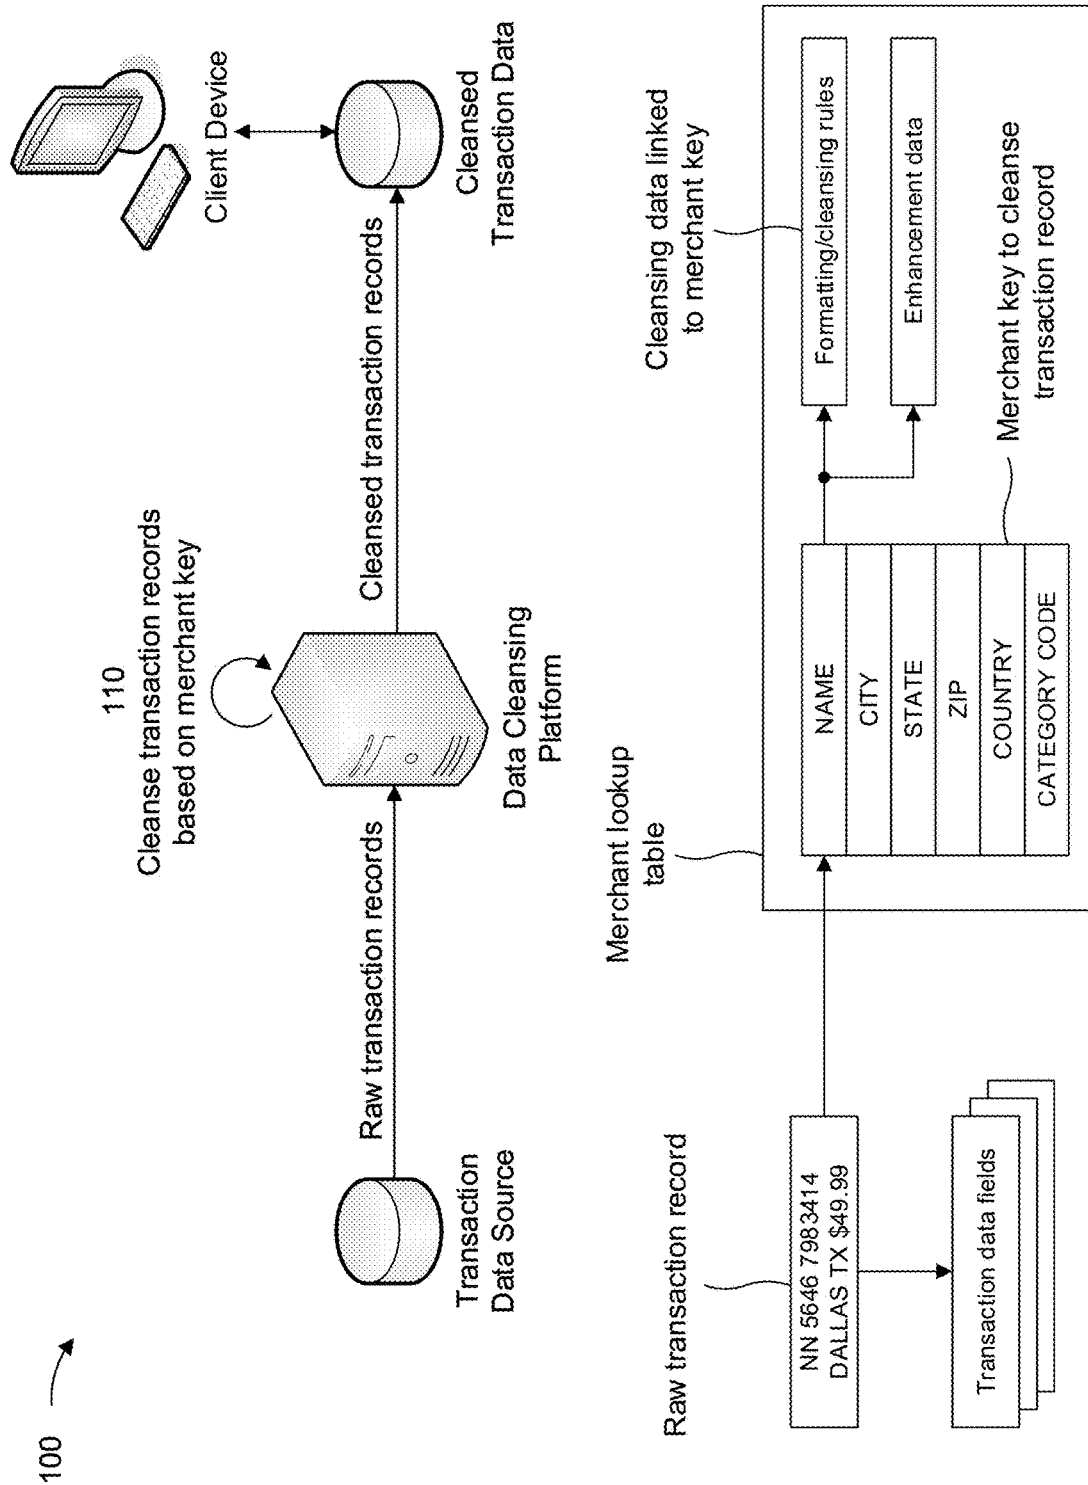 100
110
Cleanse transaction records
based on merchant key
Transaction
Data Source
Raw transaction records
Data Cleansing
Platform
Cleansed transaction records
Client Device
Cleansed
Transaction Data
Raw transaction record
NN 5646 7983414
DALLAS TX $49.99
Transaction data fields
Merchant lookup
table
NAME
CITY
STATE
ZIP
COUNTRY
CATEGORY CODE
Cleansing data linked
to merchant key
Formatting/cleansing rules
Enhancement data
Merchant key to cleanse
transaction record